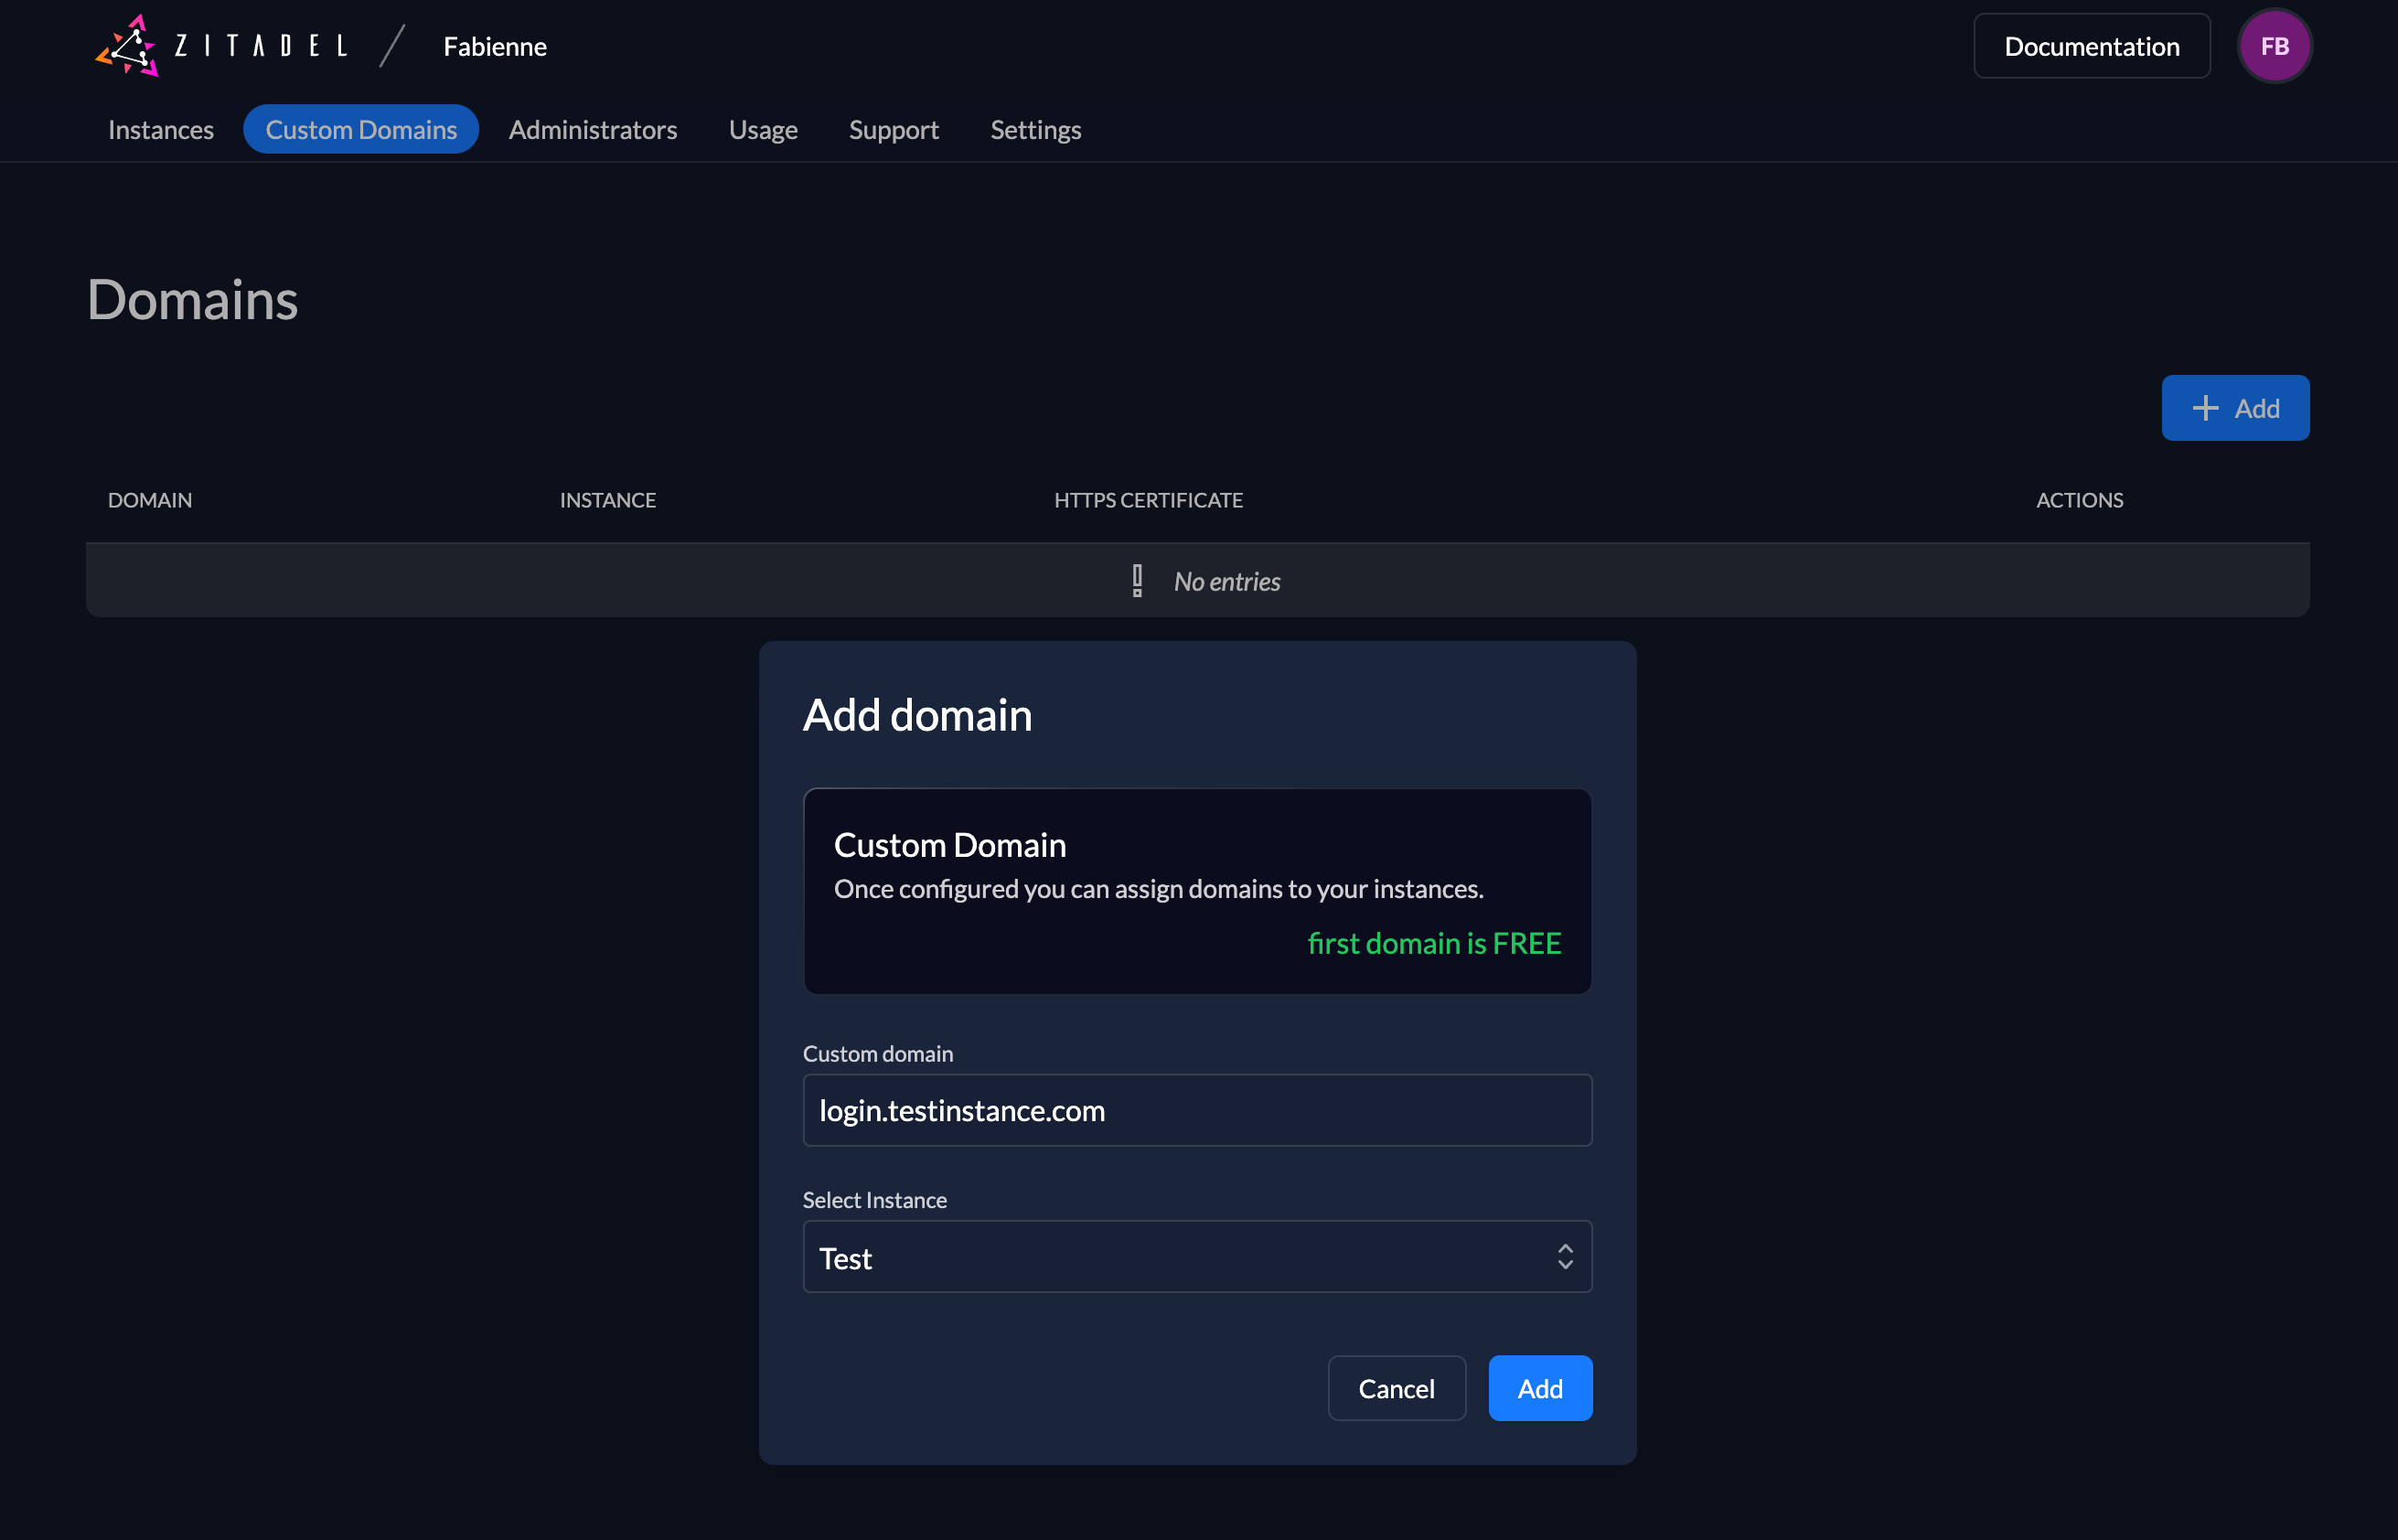 ZITADEL / Fabienne
Documentation
FB
Instances Custom Domains Administrators Usage Support Settings
Domains
+ Add
DOMAIN INSTANCE HTTPS CERTIFICATE ACTIONS
No entries
Add domain
Custom Domain
Once configured you can assign domains to your instances.
first domain is FREE
Custom domain
login.testinstance.com
Select Instance
Test
Cancel Add